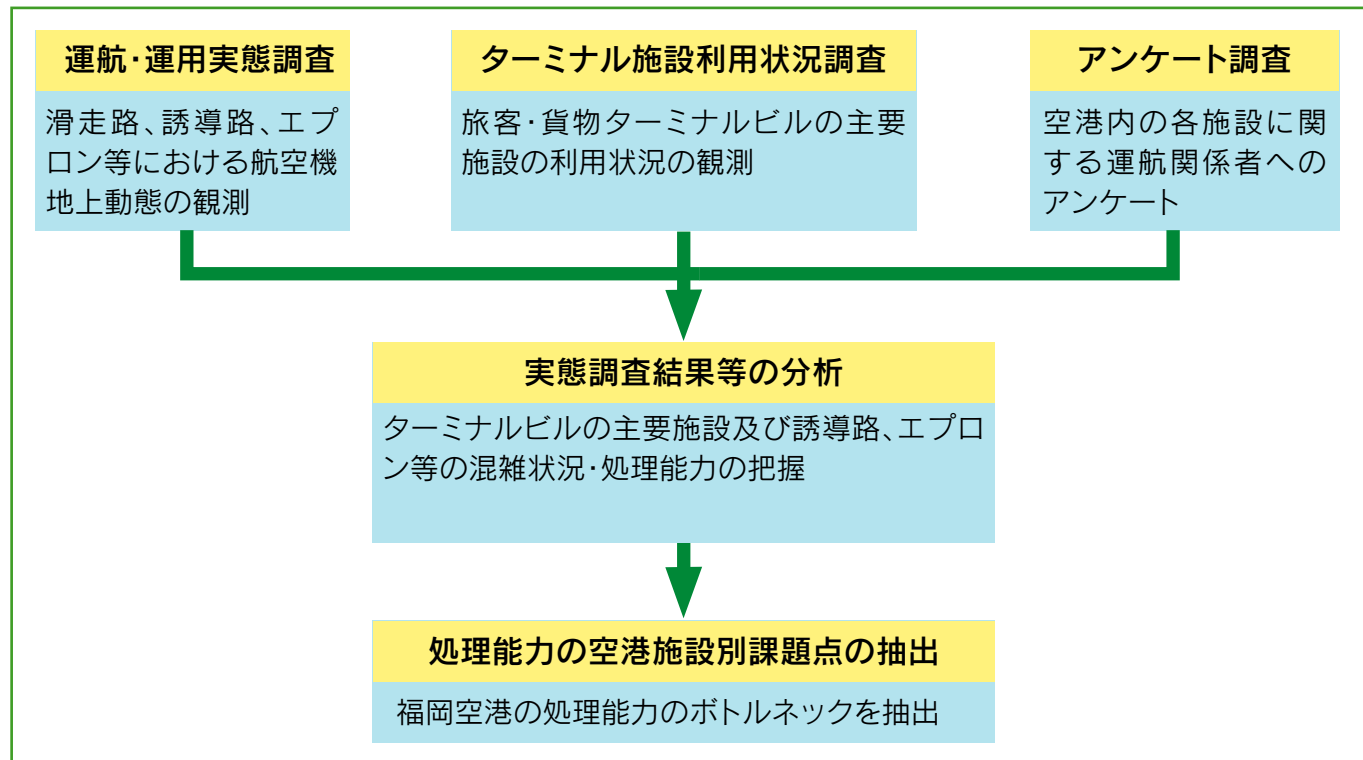 運航・運用実態調査
滑走路、誘導路、エプ
ロン等における航空機
地上動態の観測
ターミナル施設利用状況調査
旅客・貨物ターミナルビルの主要
施設の利用状況の観測
アンケート調査
空港内の各施設に関
する運航関係者への
アンケート
実態調査結果等の分析
ターミナルビルの主要施設及び誘導路、エプロ
ン等の混雑状況・処理能力の把握
処理能力の空港施設別課題点の抽出
福岡空港の処理能力のボトルネックを抽出